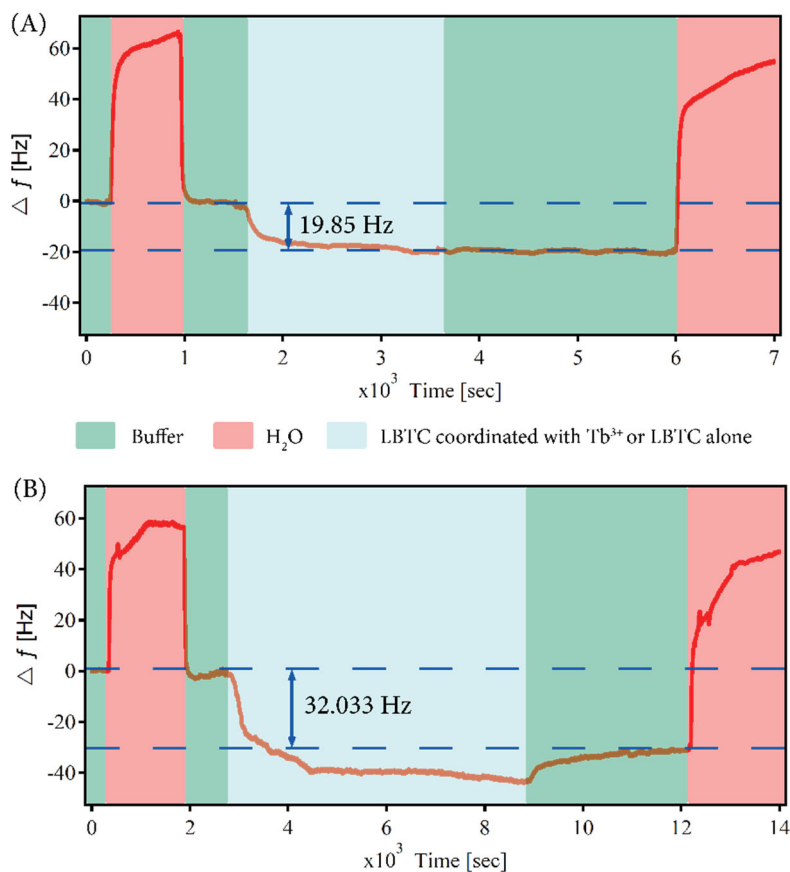 (A)
60
40
20
0
-20
-40
△ f [Hz]
19.85 Hz
0 1 2 3 4 5 6 7
x10³ Time [sec]
Buffer H₂O LBTC coordinated with Tb³⁺ or LBTC alone
(B)
60
40
20
0
-20
-40
△ f [Hz]
32.033 Hz
0 2 4 6 8 10 12 14
x10³ Time [sec]